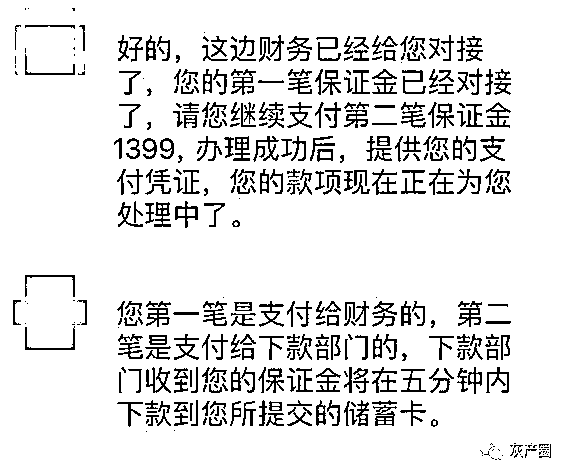 好的，这边财务已经给您对接
了，您的第一笔保证金已经对接
了，请您继续支付第二笔保证金
1399，办理成功后，提供您的支
付凭证，您的款项现在正在为您
处理中了。
您第一笔是支付给财务的，第二
笔是支付给下款部门的，下款部
门收到您的保证金将在五分钟内
下款到您所提交的储蓄卡。
灰产圈